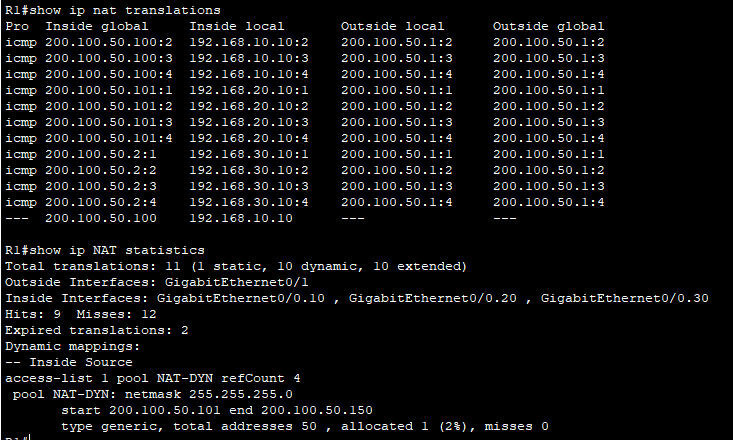 R1#show ip nat translations
Pro  Inside global     Inside local       Outside local      Outside global
icmp 200.100.50.100:2  192.168.10.10:2    200.100.50.1:2     200.100.50.1:2
icmp 200.100.50.100:3  192.168.10.10:3    200.100.50.1:3     200.100.50.1:3
icmp 200.100.50.100:4  192.168.10.10:4    200.100.50.1:4     200.100.50.1:4
icmp 200.100.50.101:1  192.168.20.10:1    200.100.50.1:1     200.100.50.1:1
icmp 200.100.50.101:2  192.168.20.10:2    200.100.50.1:2     200.100.50.1:2
icmp 200.100.50.101:3  192.168.20.10:3    200.100.50.1:3     200.100.50.1:3
icmp 200.100.50.101:4  192.168.20.10:4    200.100.50.1:4     200.100.50.1:4
icmp 200.100.50.2:1    192.168.30.10:1    200.100.50.1:1     200.100.50.1:1
icmp 200.100.50.2:2    192.168.30.10:2    200.100.50.1:2     200.100.50.1:2
icmp 200.100.50.2:3    192.168.30.10:3    200.100.50.1:3     200.100.50.1:3
icmp 200.100.50.2:4    192.168.30.10:4    200.100.50.1:4     200.100.50.1:4
---  200.100.50.100    192.168.10.10      ---                ---
R1#show ip NAT statistics
Total translations: 11 (1 static, 10 dynamic, 10 extended)
Outside Interfaces: GigabitEthernet0/1
Inside Interfaces: GigabitEthernet0/0.10 , GigabitEthernet0/0.20 , GigabitEthernet0/0.30
Hits: 9  Misses: 12
Expired translations: 2
Dynamic mappings:
-- Inside Source
access-list 1 pool NAT-DYN refCount 4
 pool NAT-DYN: netmask 255.255.255.0
       start 200.100.50.101 end 200.100.50.150
       type generic, total addresses 50 , allocated 1 (2%), misses 0
R1#